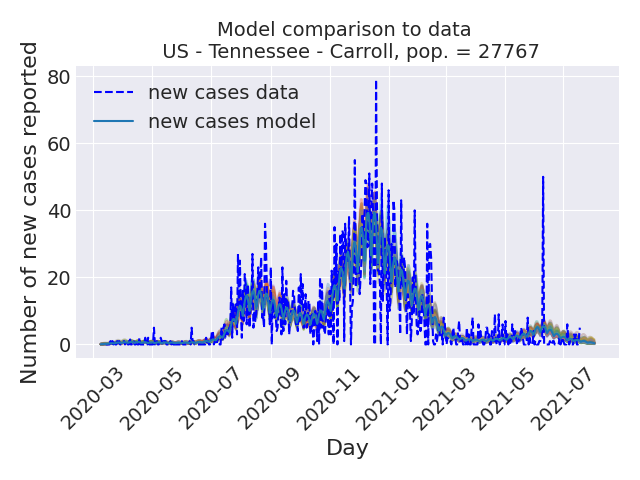 Model comparison to data
US - Tennessee - Carroll, pop. = 27767
Number of new cases reported
80
60
40
20
0
new cases data
new cases model
2020-03
2020-05
2020-07
2020-09
2020-11
2021-01
2021-03
2021-05
2021-07
Day